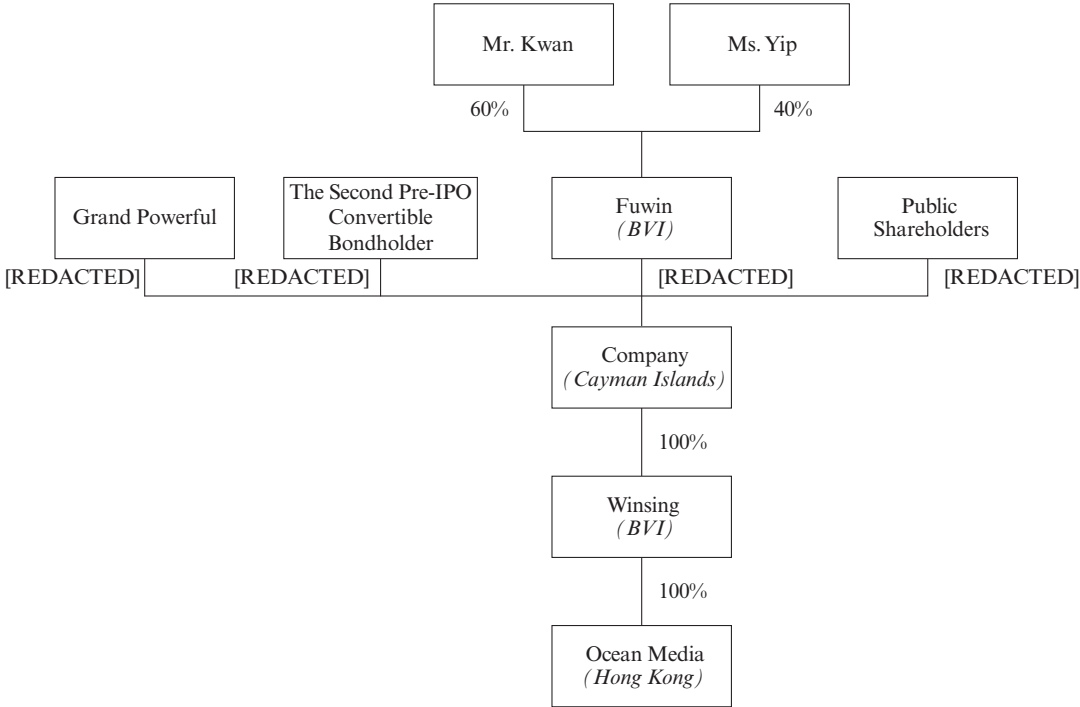 Mr. Kwan
Ms. Yip
60%
40%
Grand Powerful
The Second Pre-IPO
Convertible
Bondholder
Fuwin
(BVI)
Public
Shareholders
[REDACTED]
[REDACTED]
[REDACTED]
[REDACTED]
Company
(Cayman Islands)
100%
Winsing
(BVI)
100%
Ocean Media
(Hong Kong)